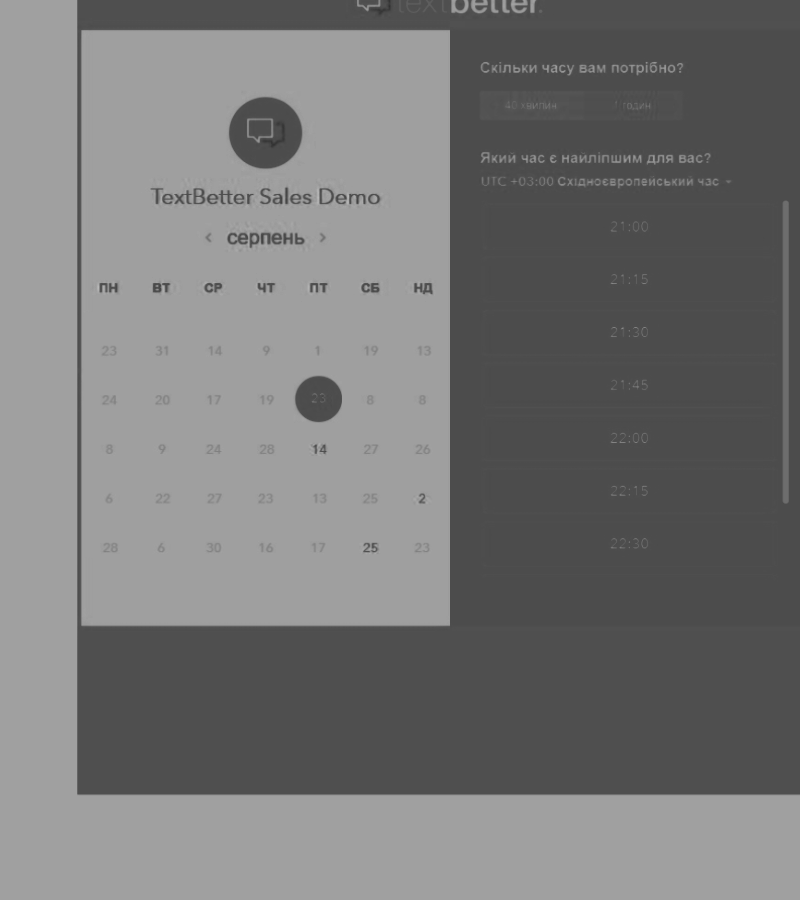 textbetter.
TextBetter Sales Demo
‹ серпень ›
ПН ВТ СР ЧТ ПТ СБ НД
23 31 14 9 1 19 13
24 20 17 19 23 8 8
8 9 24 28 14 27 26
6 22 27 23 13 25 2
28 6 30 16 17 25 23
Скільки часу вам потрібно?
40 хвилин 1 годин
Який час є найліпшим для вас?
UTC +03:00 Східноєвропейський час
21:00
21:15
21:30
21:45
22:00
22:15
22:30